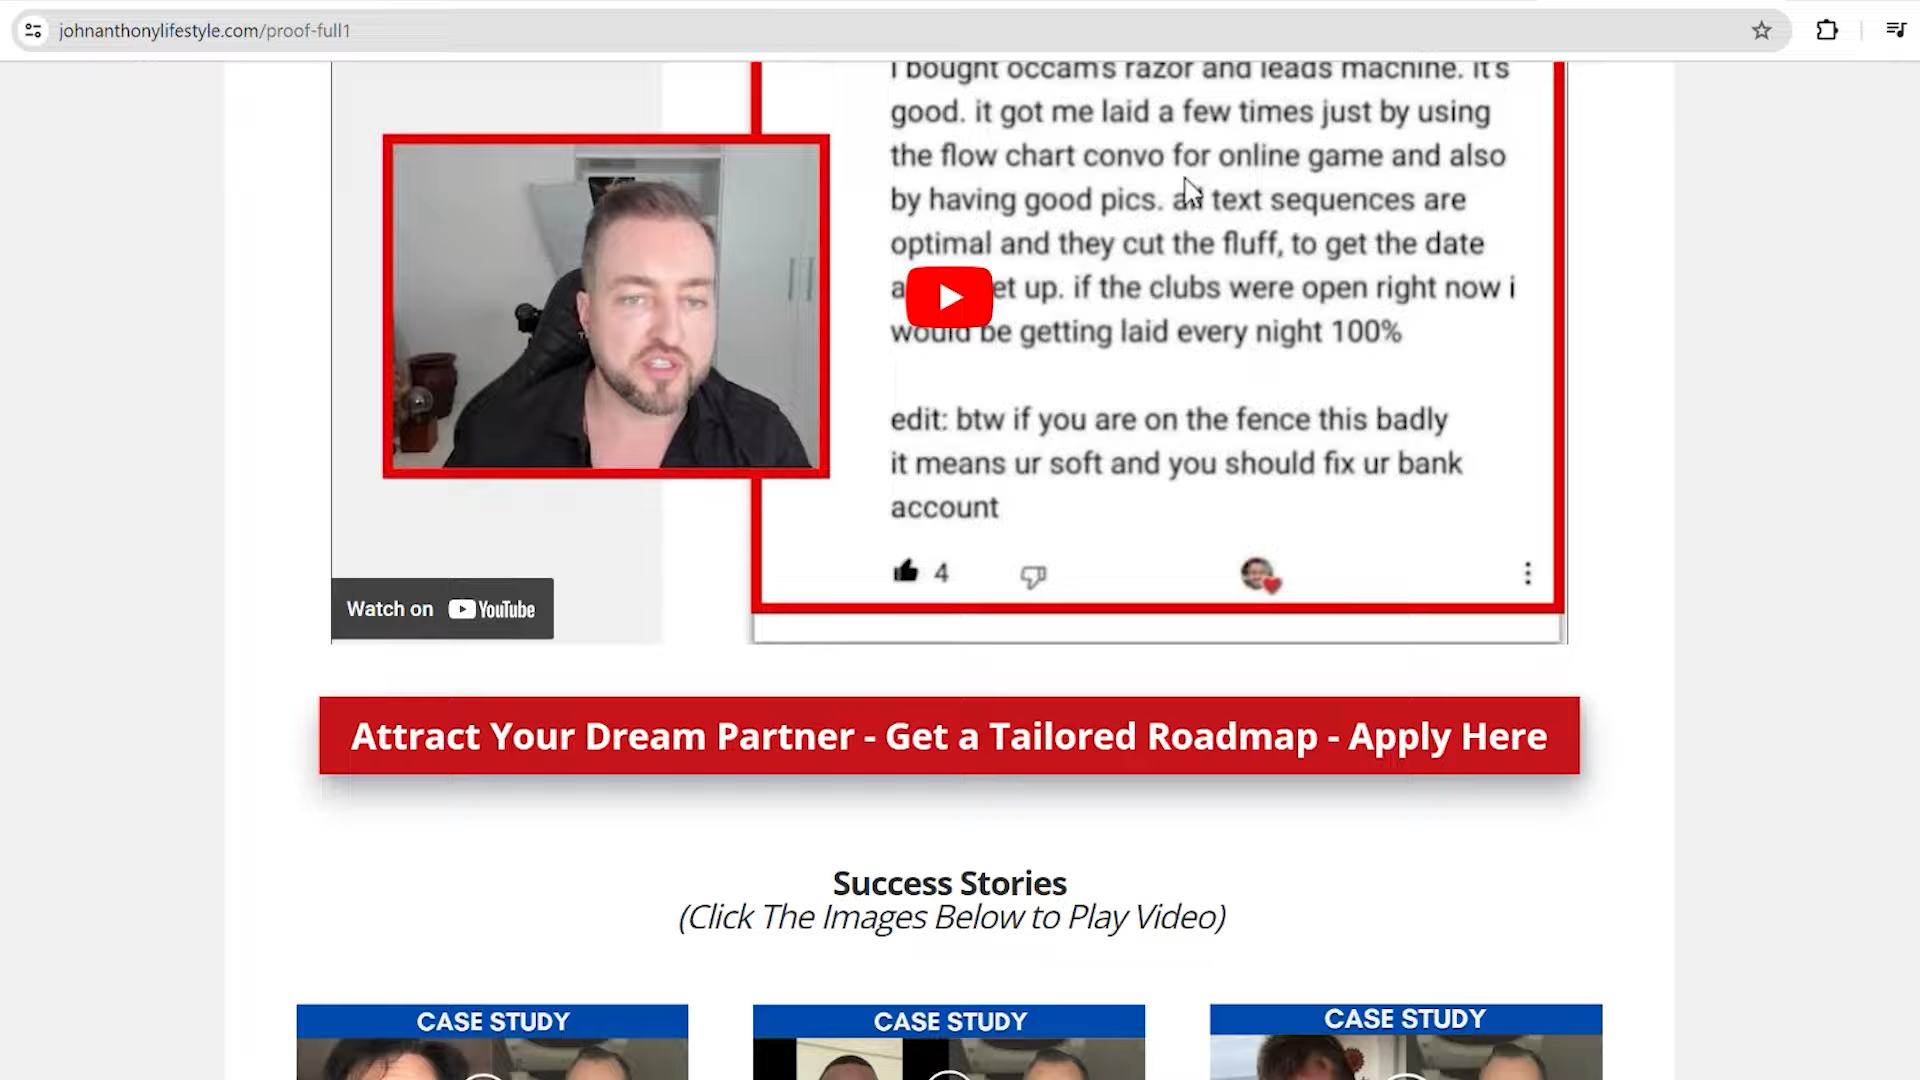 johnanthonylifestyle.com/proof-full1
I bought occam's razor and leads machine. it's
good. it got me laid a few times just by using
the flow chart convo for online game and also
by having good pics. text sequences are
optimal and they cut the fluff, to get the date
et up. if the clubs were open right now i
would be getting laid every night 100%
edit: btw if you are on the fence this badly
it means ur soft and you should fix ur bank
account
4
Watch on YouTube
Attract Your Dream Partner - Get a Tailored Roadmap - Apply Here
Success Stories
(Click The Images Below to Play Video)
CASE STUDY
CASE STUDY
CASE STUDY